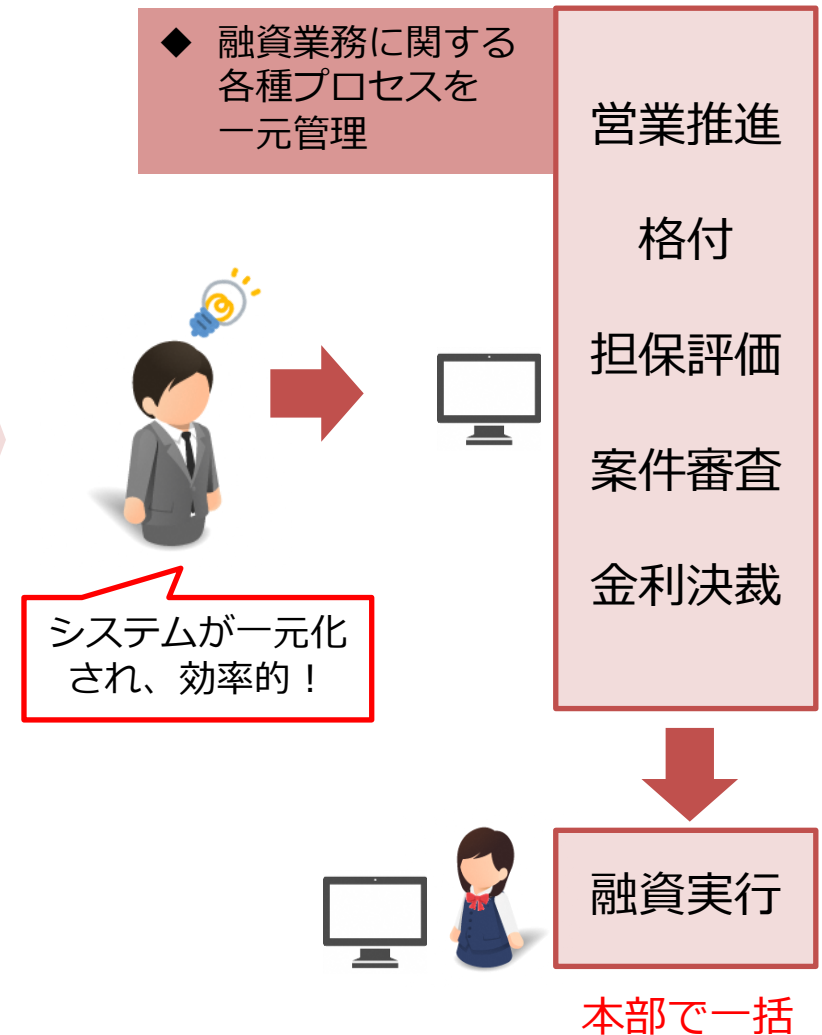 ◆ 融資業務に関する
各種プロセスを
一元管理
営業推進
格付
担保評価
案件審査
金利決裁
システムが一元化
され、効率的！
融資実行
本部で一括